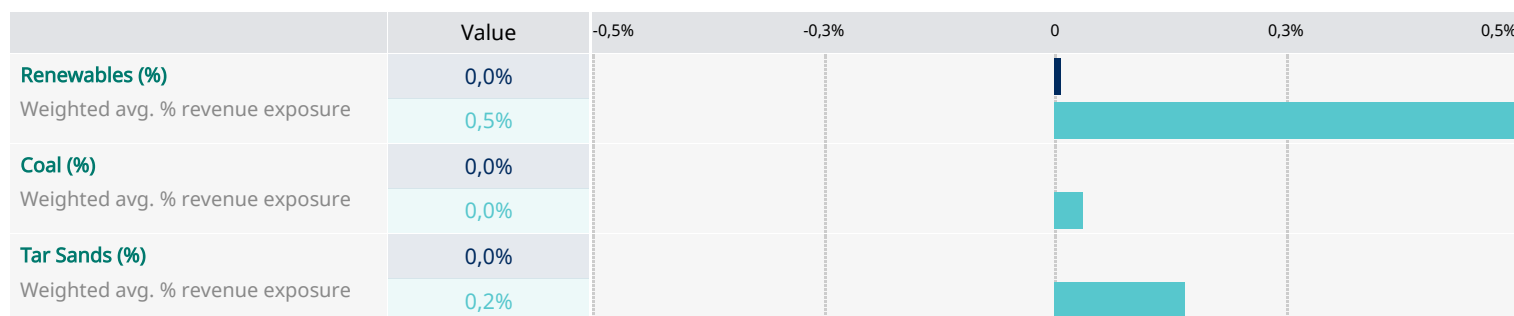 Value -0,5% -0,3% 0 0,3% 0,5%
Renewables (%) 0,0%
Weighted avg. % revenue exposure 0,5%
Coal (%) 0,0%
Weighted avg. % revenue exposure 0,0%
Tar Sands (%) 0,0%
Weighted avg. % revenue exposure 0,2%